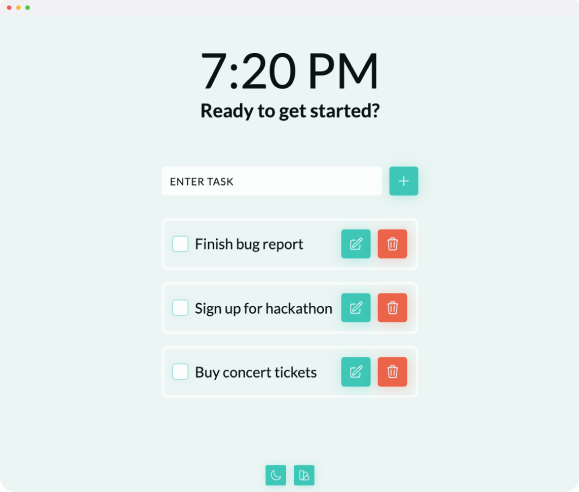 7:20 PM
Ready to get started?
ENTER TASK
Finish bug report
Sign up for hackathon
Buy concert tickets